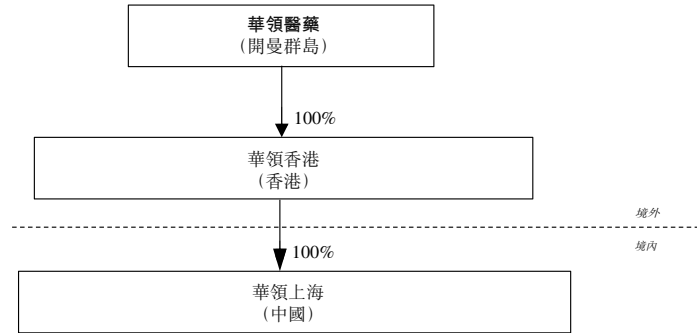 華領醫藥
（開曼群島）
100%
華領香港
（香港）
境外
境內
100%
華領上海
（中國）